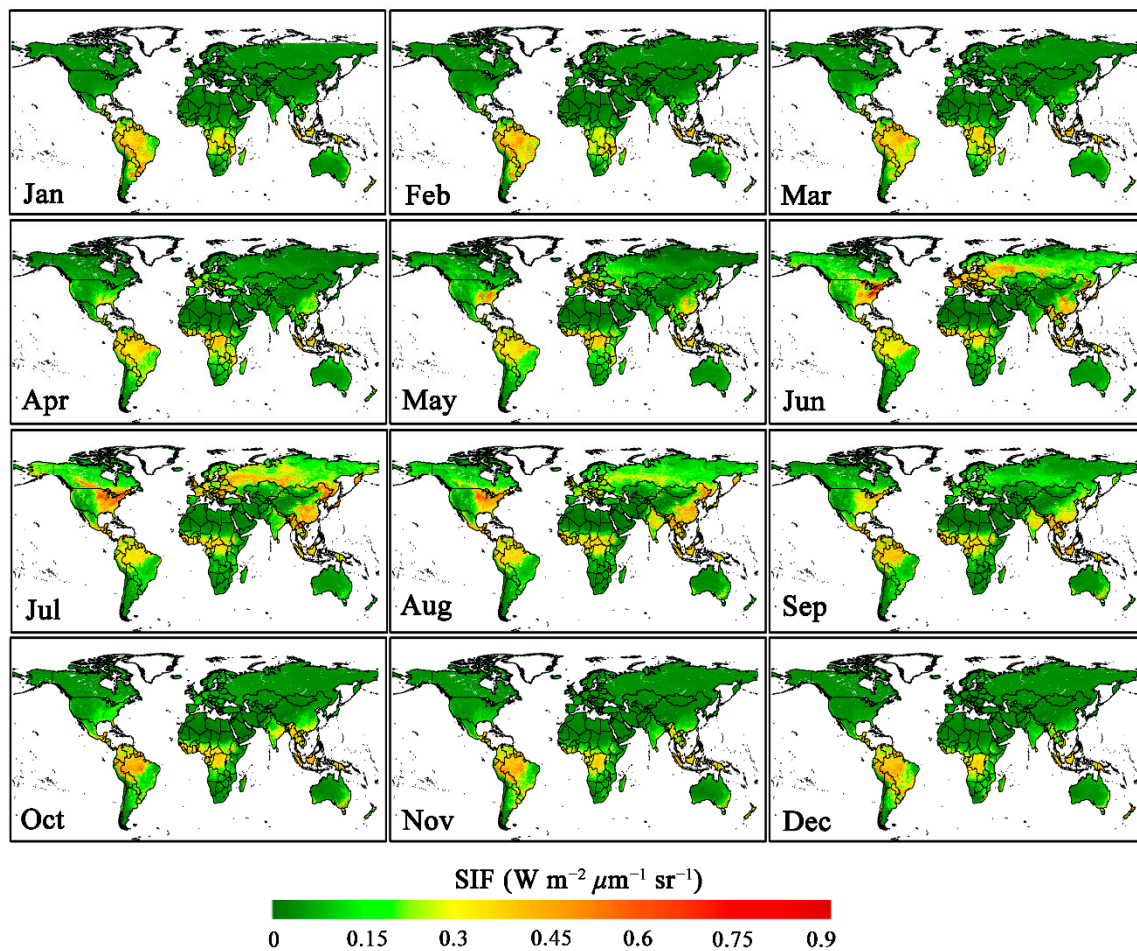 Jan
Feb
Mar
Apr
May
Jun
Jul
Aug
Sep
Oct
Nov
Dec
SIF (W m⁻² μm⁻¹ sr⁻¹)
0 0.15 0.3 0.45 0.6 0.75 0.9